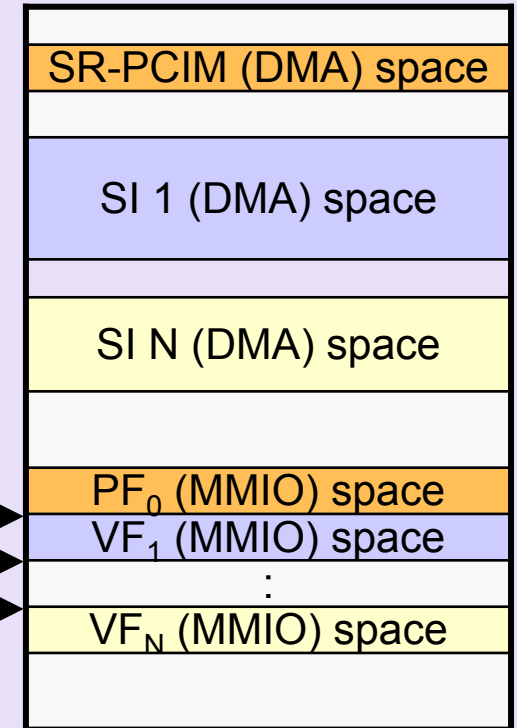 SR-PCIM (DMA) space
SI 1 (DMA) space
SI N (DMA) space
PF₀ (MMIO) space
VF₁ (MMIO) space
:
VF_N (MMIO) space